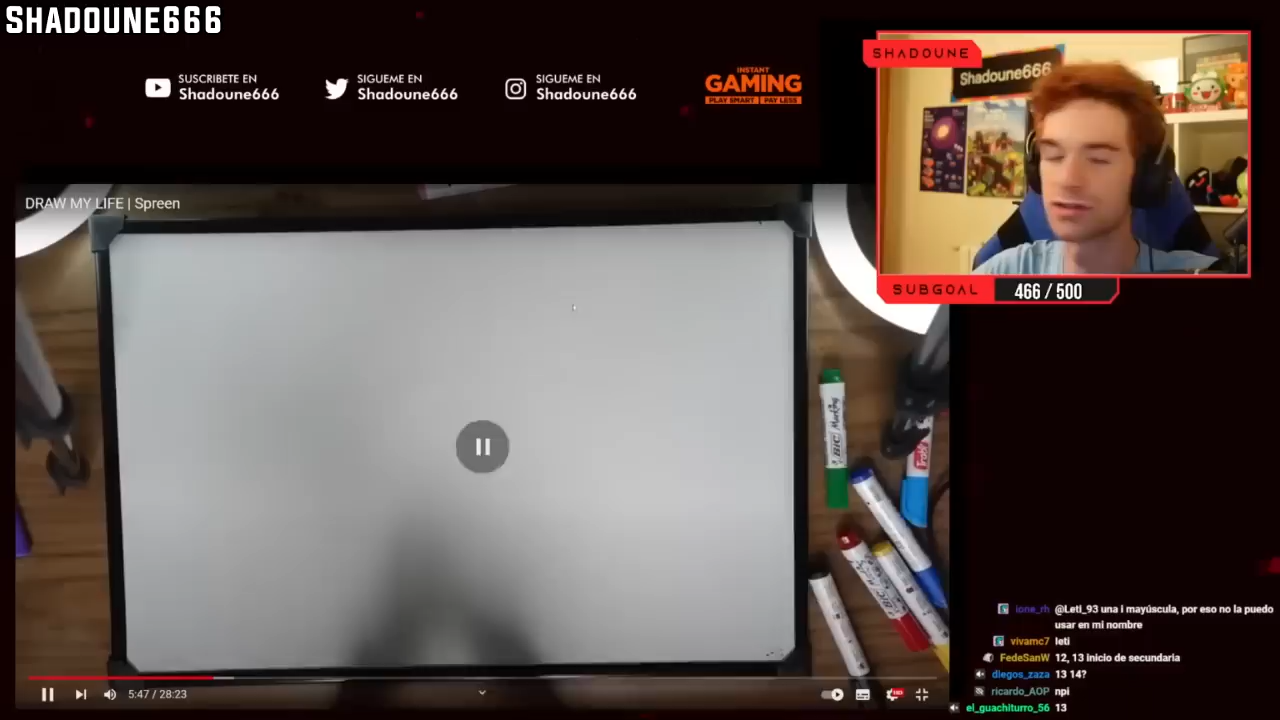 SHADOUNE666
SUSCRIBETE EN
Shadoune666
SIGUEME EN
Shadoune666
SIGUEME EN
Shadoune666
INSTANT
GAMING
PLAY SMART | PAY LESS
SHADOUNE
Shadoune666
DRAW MY LIFE | Spreen
SUBGOAL 466 / 500
BIC Marking
ione_rh @Leti_93 una i mayúscula, por eso no la puedo
usar en mi nombre
vivamc7 leti
FedeSanW 12, 13 inicio de secundaria
diegos_zaza 13 14?
ricardo_AOP npi
el_guachiturro_56 13
5:47 / 28:23